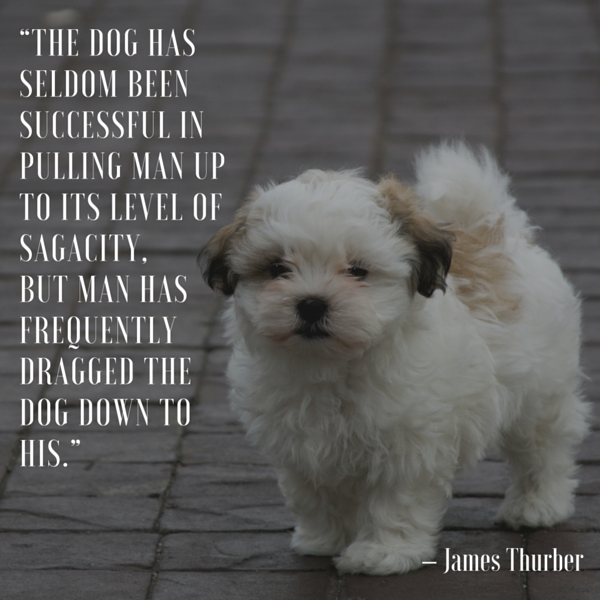 “THE DOG HAS
SELDOM BEEN
SUCCESSFUL IN
PULLING MAN UP
TO ITS LEVEL OF
SAGACITY,
BUT MAN HAS
FREQUENTLY
DRAGGED THE
DOG DOWN TO
HIS.”
– James Thurber